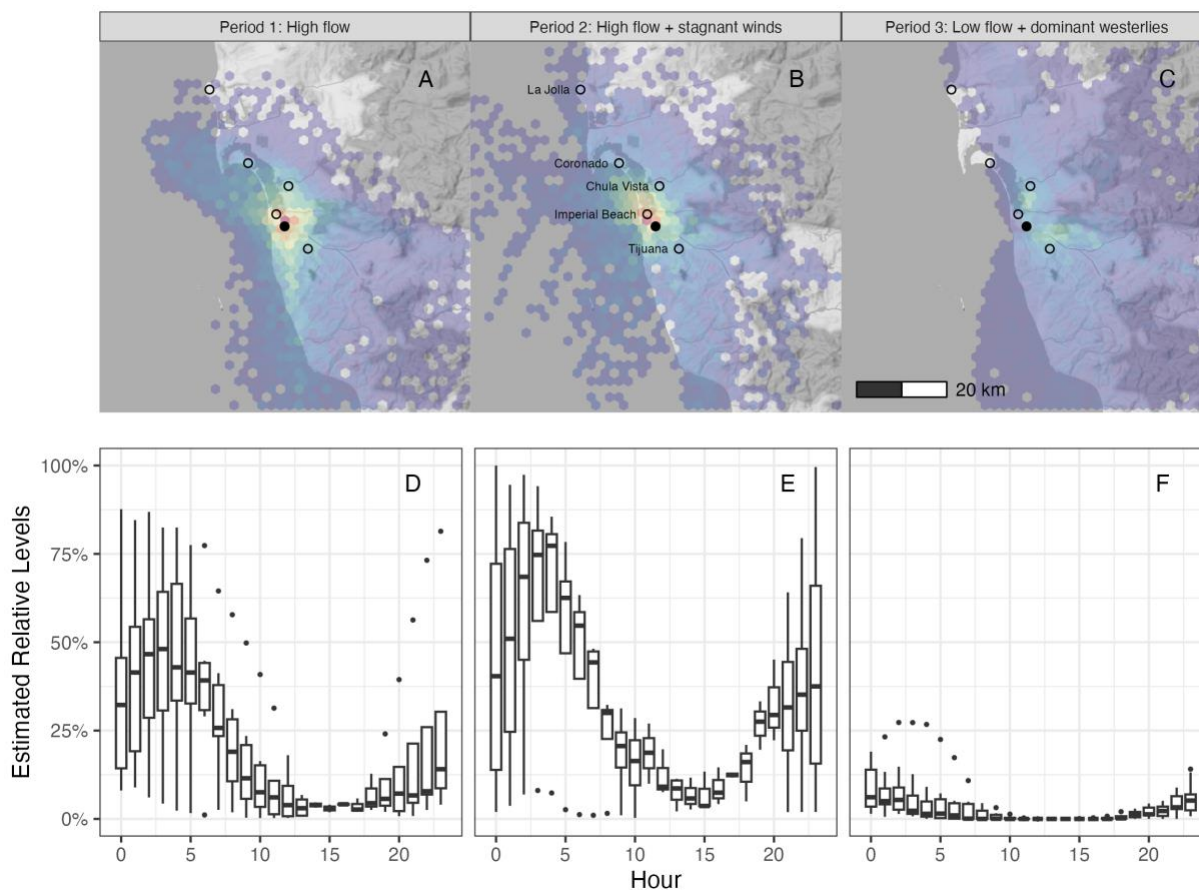 Period 1: High flow
Period 2: High flow + stagnant winds
Period 3: Low flow + dominant westerlies
A
B
C
La Jolla
Coronado
Chula Vista
Imperial Beach
Tijuana
20 km
Estimated Relative Levels
100%
75%
50%
25%
0%
D
E
F
0 5 10 15 20
0 5 10 15 20
0 5 10 15 20
Hour